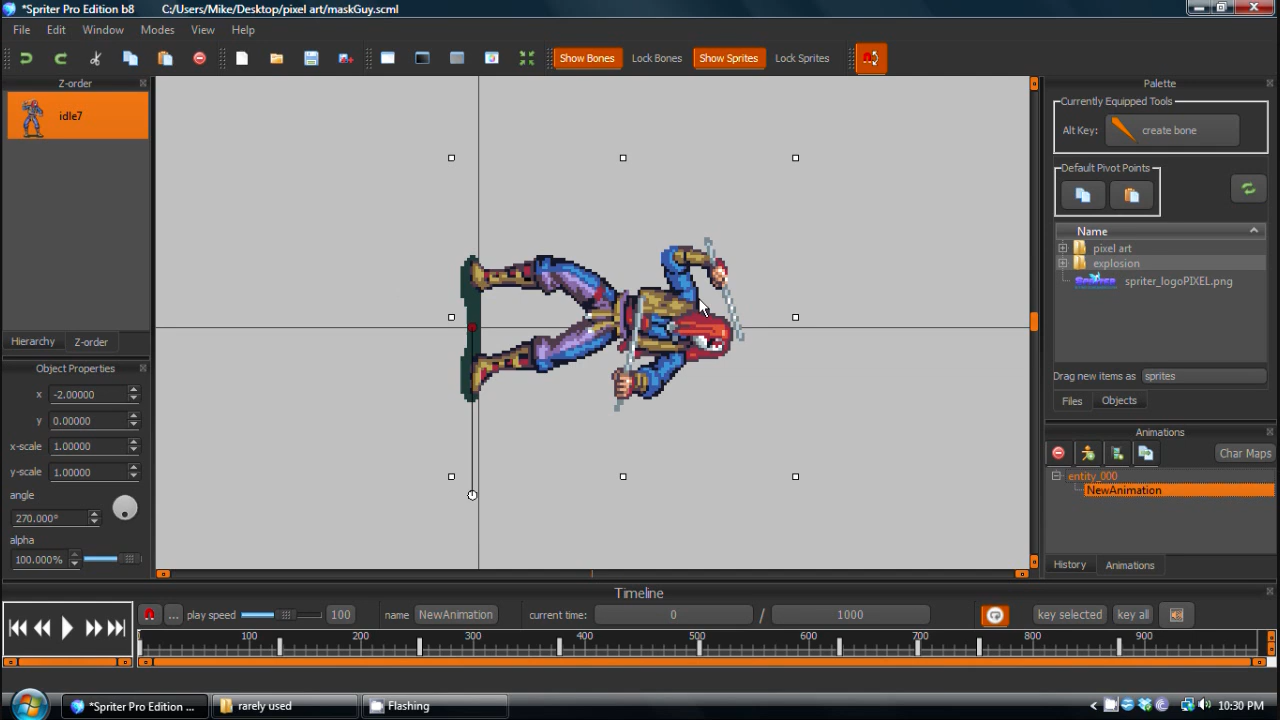 *Spriter Pro Edition b8 C:/Users/Mike/Desktop/pixel art/maskGuy.scml
File Edit Modes View Help
Show Bones Lock Bones Show Sprites Lock Sprites
Z-order
idle7
Hierarchy Z-order
Object Properties
x -2.00000
y 0.00000
x-scale 1.00000
y-scale 1.00000
angle
270.000°
alpha
100.000%
Palette
Currently Equipped Tools
Alt Key: create bone
Default Pivot Points
Name
pixel art
explosion
spriter_logoPIXEL.png
Drag new items as sprites
Files Objects
Animations
Char Maps
entity_000
NewAnimation
History Animations
Timeline
... play speed 100 name NewAnimation current time: 0 / 1000 key selected key all
100 200 300 400 500 600 700 800 900
*Spriter Pro Edition ... rarely used Flashing 10:30 PM